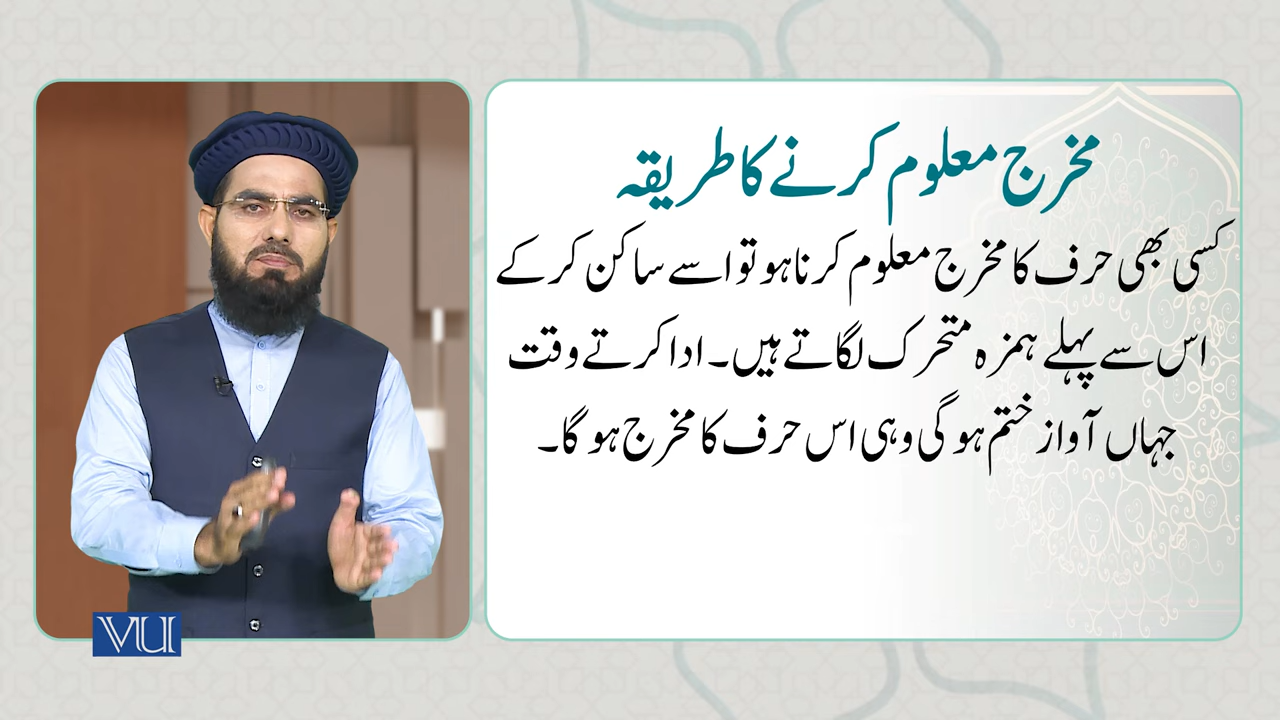 مخرج معلوم کرنے کا طریقہ
کسی بھی حرف کا مخرج معلوم کرنا ہو تو اسے ساکن کر کے
اس سے پہلے ہمزہ متحرک لگاتے ہیں۔ ادا کرتے وقت
جہاں آواز ختم ہو گی وہی اس حرف کا مخرج ہو گا۔
VU